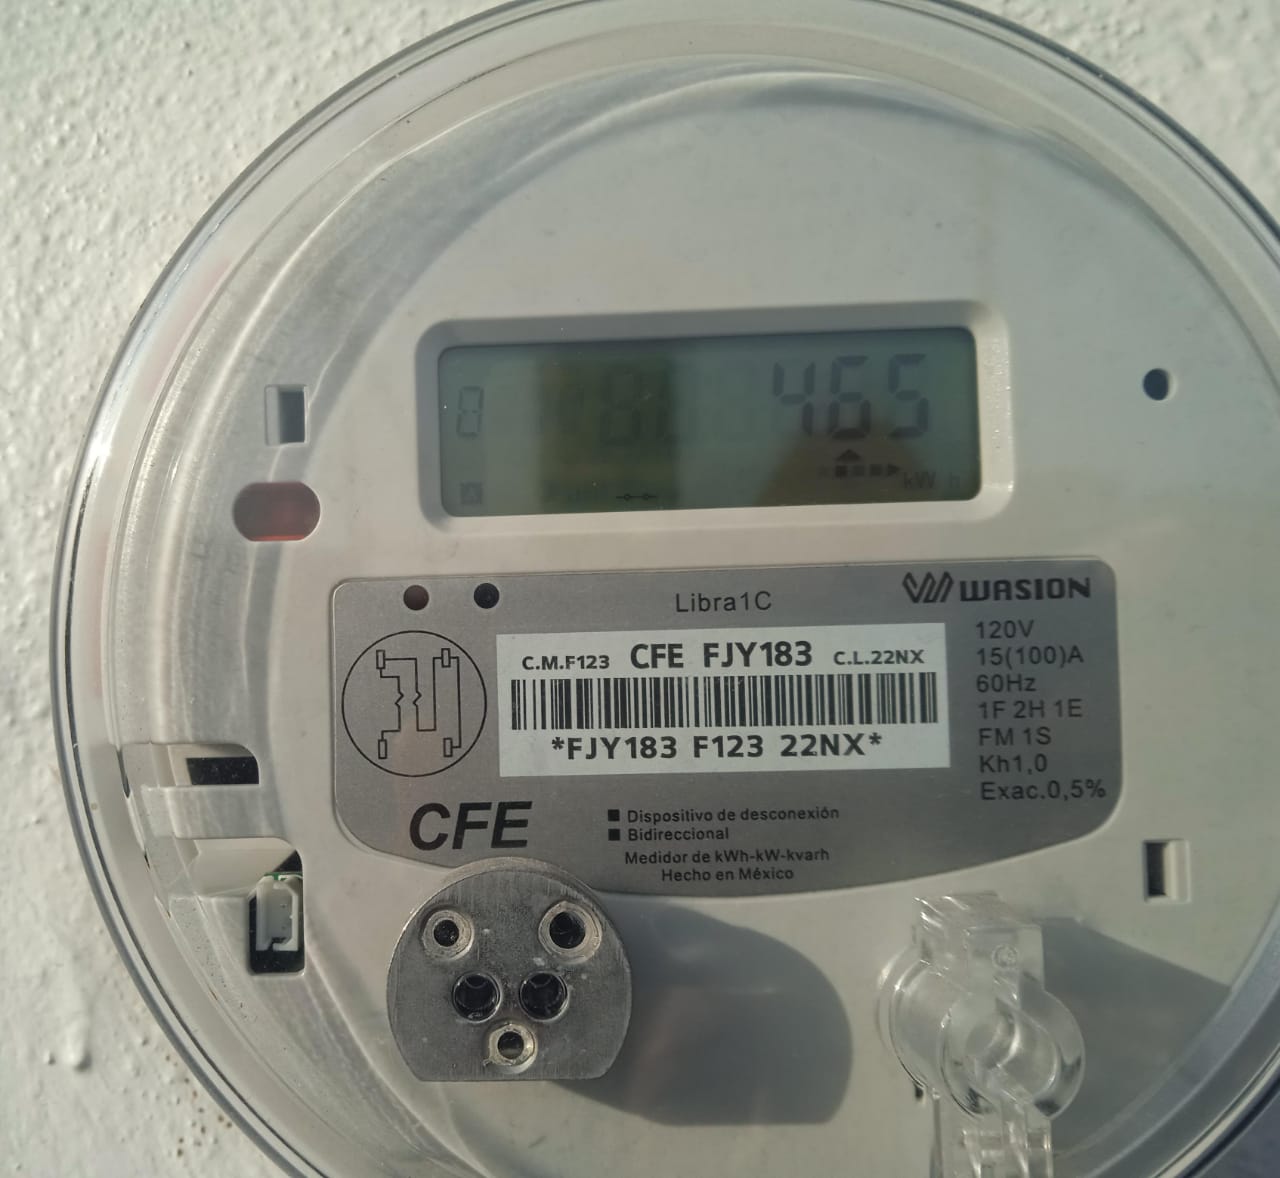 465
kW h
Libra1C
WASION
C.M.F123 CFE FJY183 C.L.22NX
*FJY183 F123 22NX*
120V
15(100)A
60Hz
1F 2H 1E
FM 1S
Kh1,0
Exac.0,5%
CFE
Dispositivo de desconexión
Bidireccional
Medidor de kWh-kW-kvarh
Hecho en México